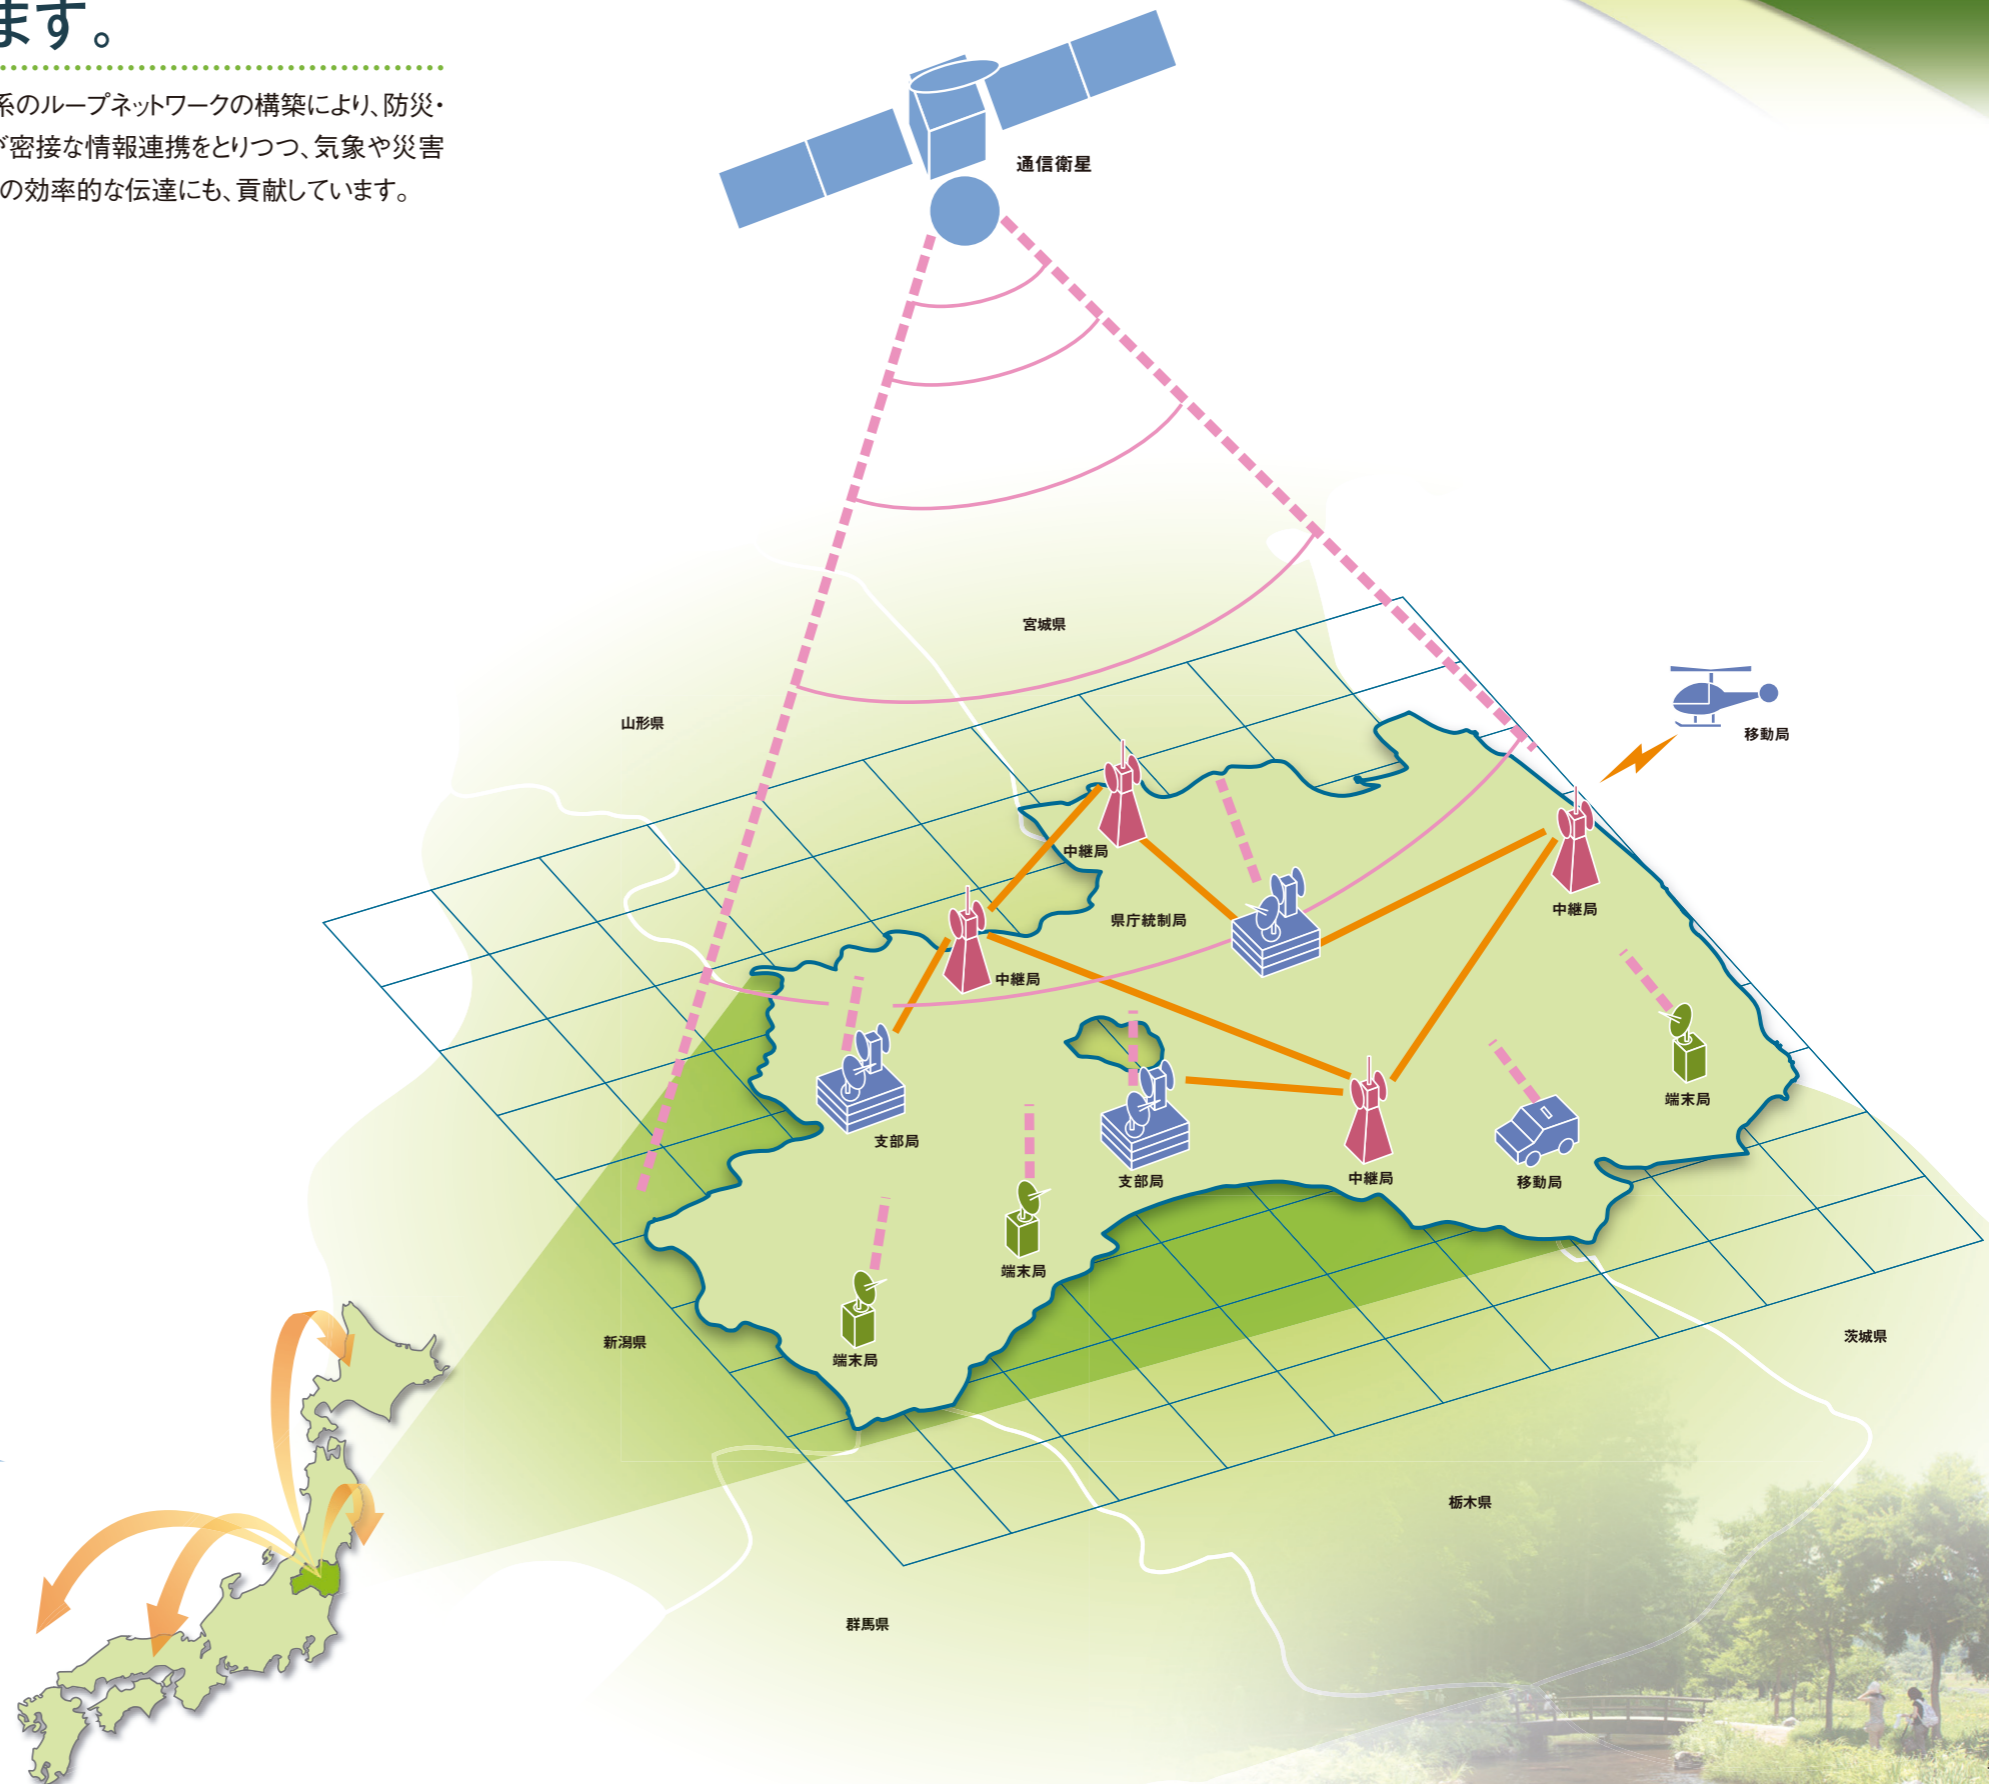 ます。
系のループネットワークの構築により、防災・
が密接な情報連携をとりつつ、気象や災害
の効率的な伝達にも、貢献しています。
通信衛星
宮城県
山形県
移動局
中継局
県庁統制局
中継局
中継局
端末局
支部局
支部局
中継局
移動局
端末局
端末局
新潟県
茨城県
栃木県
群馬県